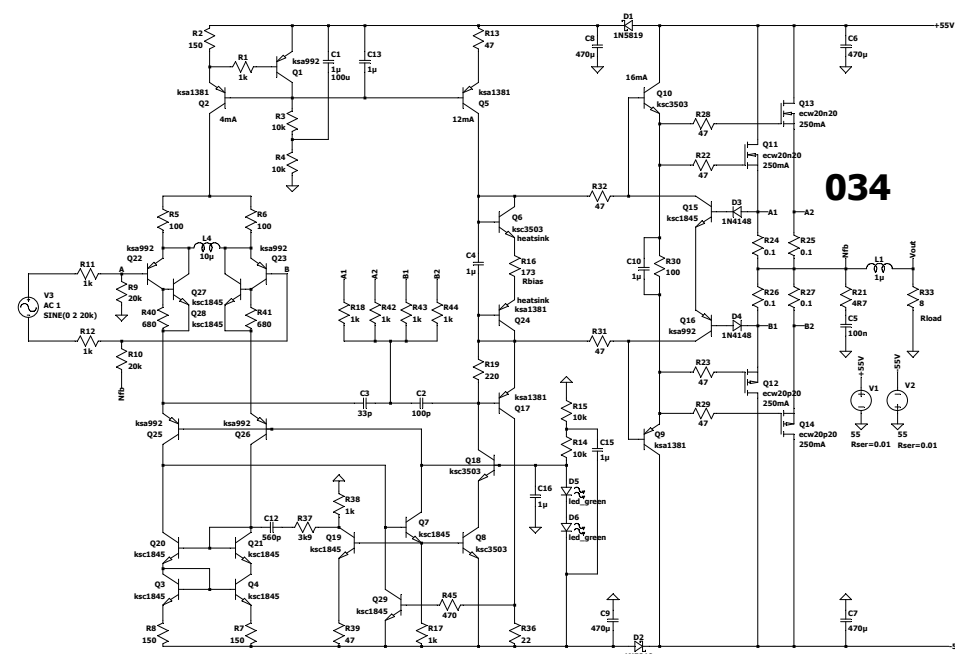 D1
1N5819
+55V
R2
150
R13
47
C8
470µ
C6
470µ
R1
1k
ksa992
Q1
C1
1µ
100u
C13
1µ
ksa1381
Q2
4mA
ksa1381
Q5
12mA
16mA
Q10
ksc3503
Q13
ecw20n20
250mA
R3
10k
R4
10k
R28
47
Q11
ecw20n20
250mA
R22
47
034
R5
100
R6
100
L4
10µ
ksa992
Q22
ksa992
Q23
R32
47
Q6
ksc3503
heatsink
Q15
ksc1845
D3
1N4148
A1
A2
R24
0.1
R25
0.1
Nfb
L1
1µ
Vout
R16
173
Rbias
C4
1µ
C10
1µ
R30
100
R11
1k
A
B
V3
AC 1
SINE(0 2 20k)
R9
20k
Q27
ksc1845
Q28
ksc1845
R40
680
R41
680
A1
A2
B1
B2
R18
1k
R42
1k
R43
1k
R44
1k
heatsink
ksa1381
Q24
R26
0.1
R27
0.1
R21
4R7
C5
100n
R33
8
Rload
R12
1k
R10
20k
Nfb
R31
47
Q16
ksa992
D4
1N4148
B1
B2
R19
220
R23
47
Q12
ecw20p20
250mA
+55V
V1
55
Rser=0.01
-55V
V2
55
Rser=0.01
C3
33p
C2
100p
ksa1381
Q17
R29
47
Q14
ecw20p20
250mA
ksa992
Q25
ksa992
Q26
R15
10k
R14
10k
C15
1µ
Q9
ksa1381
Q18
ksc3503
C16
1µ
D5
led_green
D6
led_green
R38
1k
C12
560p
R37
3k9
Q19
ksc1845
Q7
ksc1845
Q8
ksc3503
Q20
ksc1845
Q21
ksc1845
Q3
ksc1845
Q4
ksc1845
Q29
ksc1845
R45
470
R8
150
R7
150
R39
47
R17
1k
R36
22
C9
470µ
D2
C7
470µ